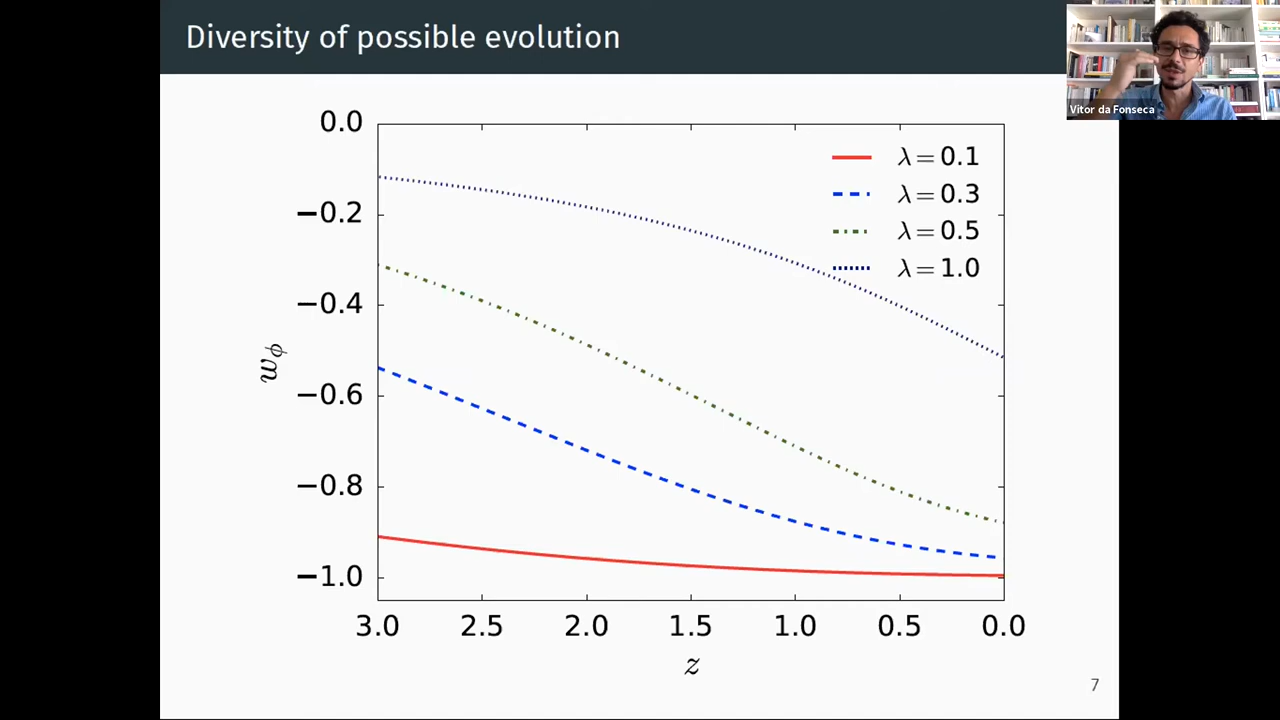 Diversity of possible evolution
Vitor da Fonseca
0.0
−0.2
−0.4
−0.6
−0.8
−1.0
wϕ
λ = 0.1
λ = 0.3
λ = 0.5
λ = 1.0
3.0 2.5 2.0 1.5 1.0 0.5 0.0
z
7